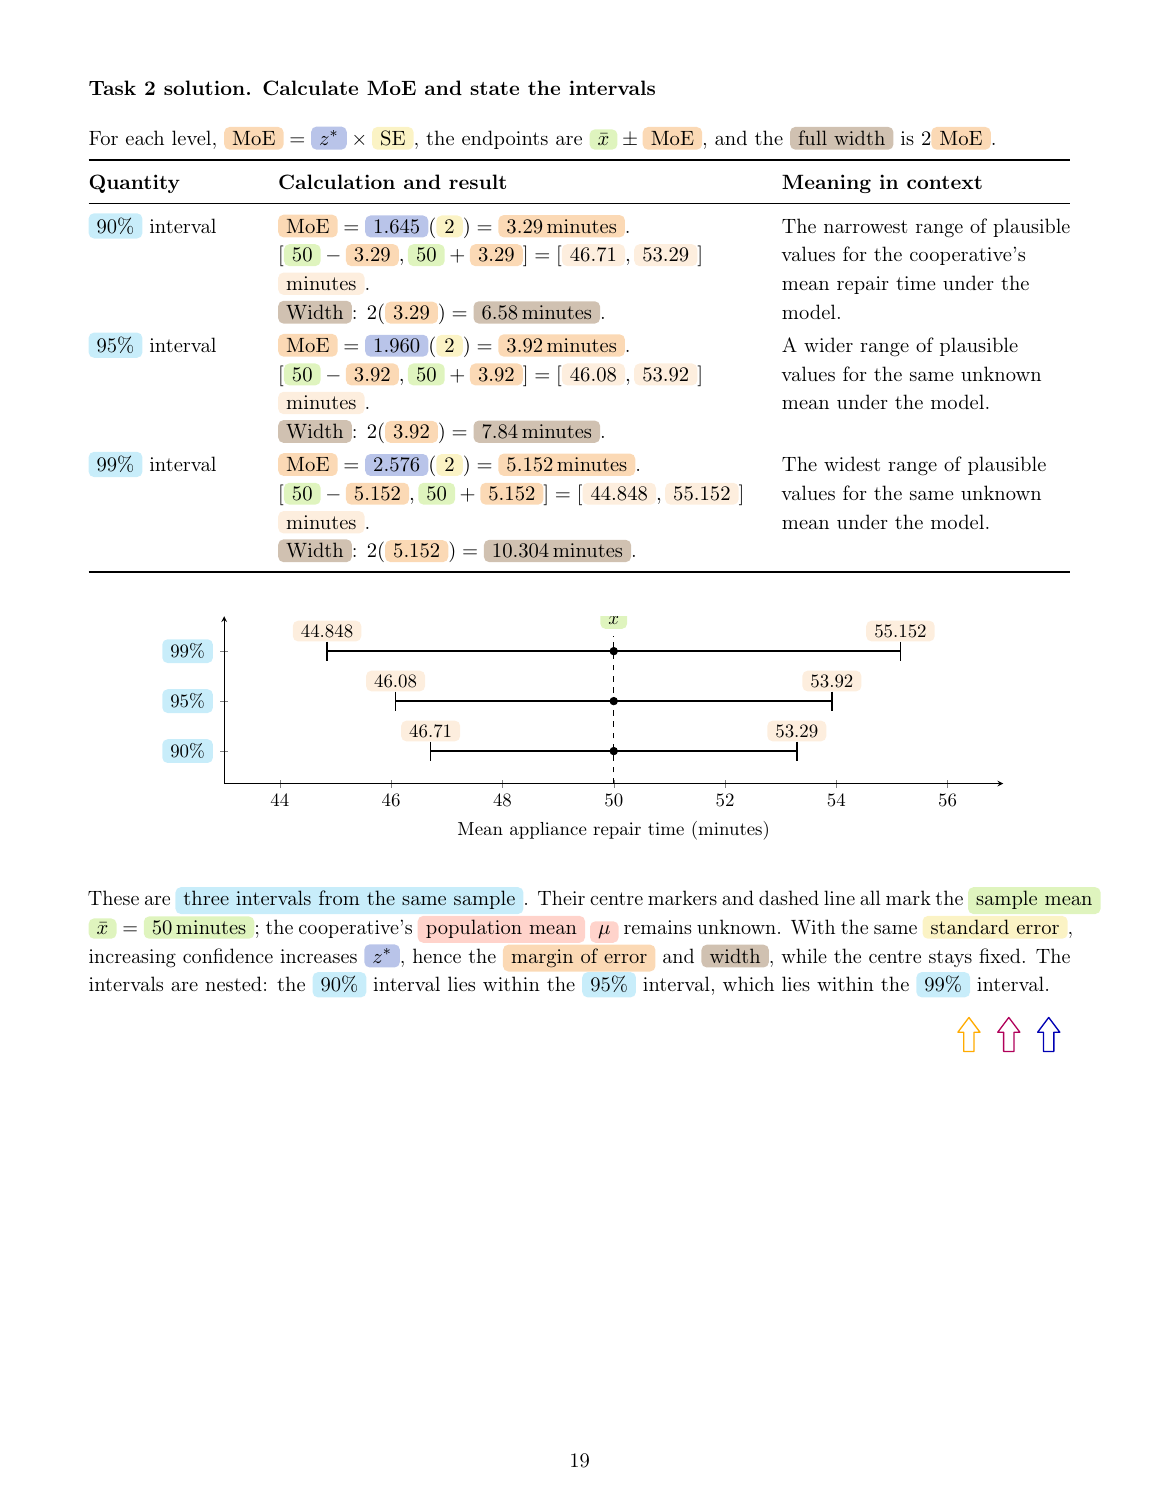 Task 2 solution. Calculate MoE and state the intervals
For each level, MoE = z* × SE, the endpoints are x̄ ± MoE, and the full width is 2 MoE.
Quantity Calculation and result Meaning in context
90% interval
MoE = 1.645(2) = 3.29 minutes.
[50 − 3.29, 50 + 3.29] = [46.71, 53.29]
minutes.
Width: 2(3.29) = 6.58 minutes.
The narrowest range of plausible
values for the cooperative's
mean repair time under the
model.
95% interval
MoE = 1.960(2) = 3.92 minutes.
[50 − 3.92, 50 + 3.92] = [46.08, 53.92]
minutes.
Width: 2(3.92) = 7.84 minutes.
A wider range of plausible
values for the same unknown
mean under the model.
99% interval
MoE = 2.576(2) = 5.152 minutes.
[50 − 5.152, 50 + 5.152] = [44.848, 55.152]
minutes.
Width: 2(5.152) = 10.304 minutes.
The widest range of plausible
values for the same unknown
mean under the model.
x
44.848 55.152
99%
46.08 53.92
95%
46.71 53.29
90%
44 46 48 50 52 54 56
Mean appliance repair time (minutes)
These are three intervals from the same sample. Their centre markers and dashed line all mark the sample mean
x̄ = 50 minutes; the cooperative's population mean μ remains unknown. With the same standard error,
increasing confidence increases z*, hence the margin of error and width, while the centre stays fixed. The
intervals are nested: the 90% interval lies within the 95% interval, which lies within the 99% interval.
19